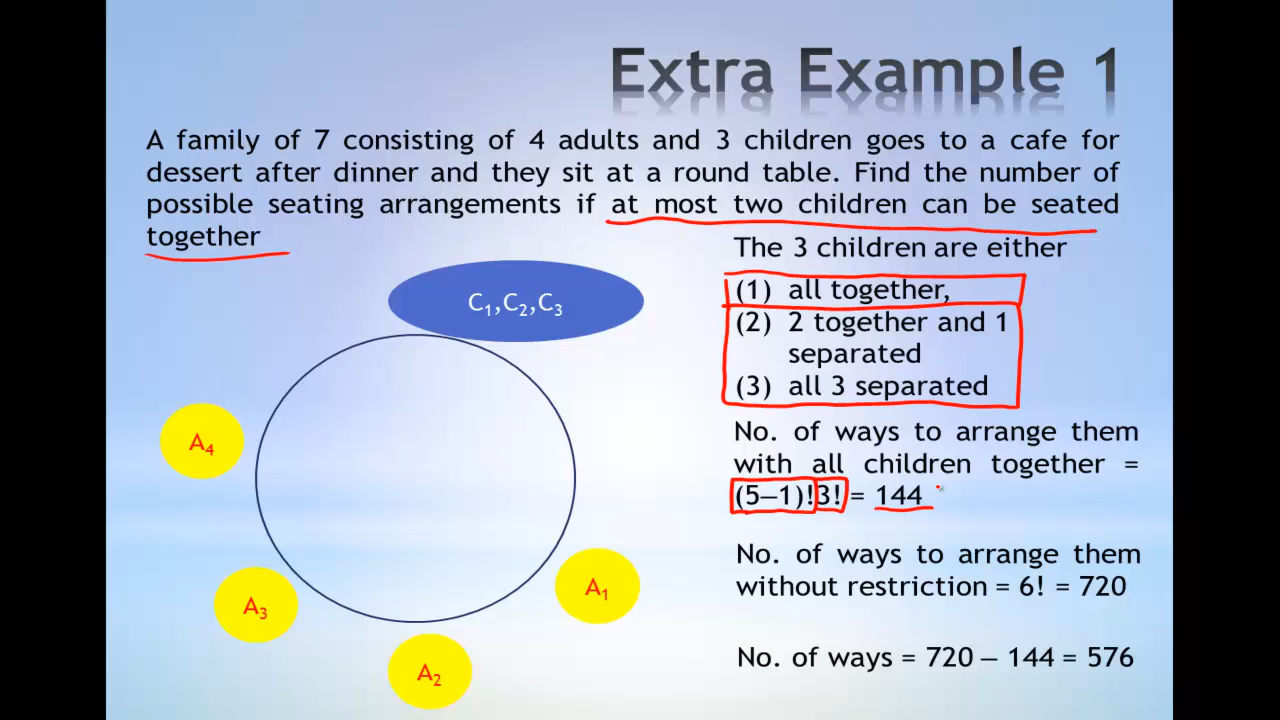 Extra Example 1
A family of 7 consisting of 4 adults and 3 children goes to a cafe for
dessert after dinner and they sit at a round table. Find the number of
possible seating arrangements if at most two children can be seated
together
The 3 children are either
(1) all together,
(2) 2 together and 1
separated
(3) all 3 separated
No. of ways to arrange them
with all children together =
(5–1)!3! = 144
No. of ways to arrange them
without restriction = 6! = 720
No. of ways = 720 – 144 = 576
C₁,C₂,C₃
A₄
A₃
A₁
A₂